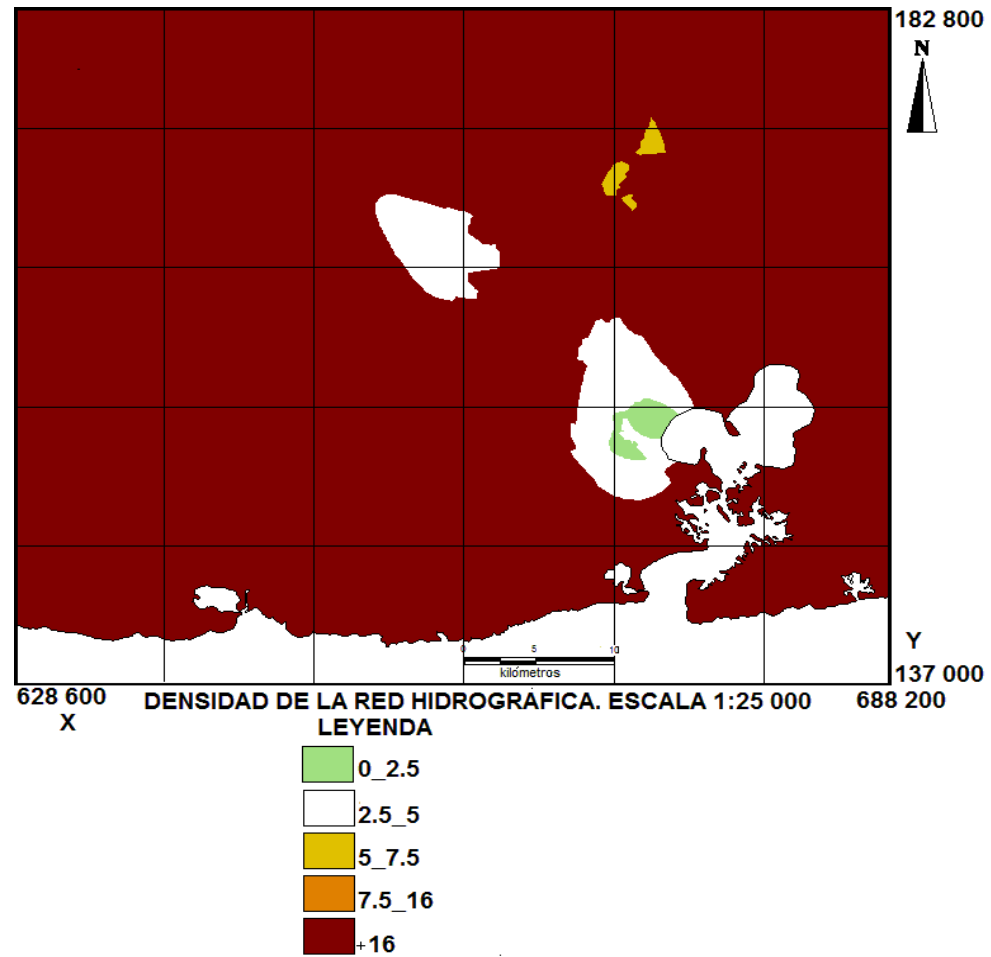 182 800
N
0 5 10
kilómetros
Y
137 000
628 600
X
DENSIDAD DE LA RED HIDROGRÁFICA. ESCALA 1:25 000
688 200
LEYENDA
0_2.5
2.5_5
5_7.5
7.5_16
+16